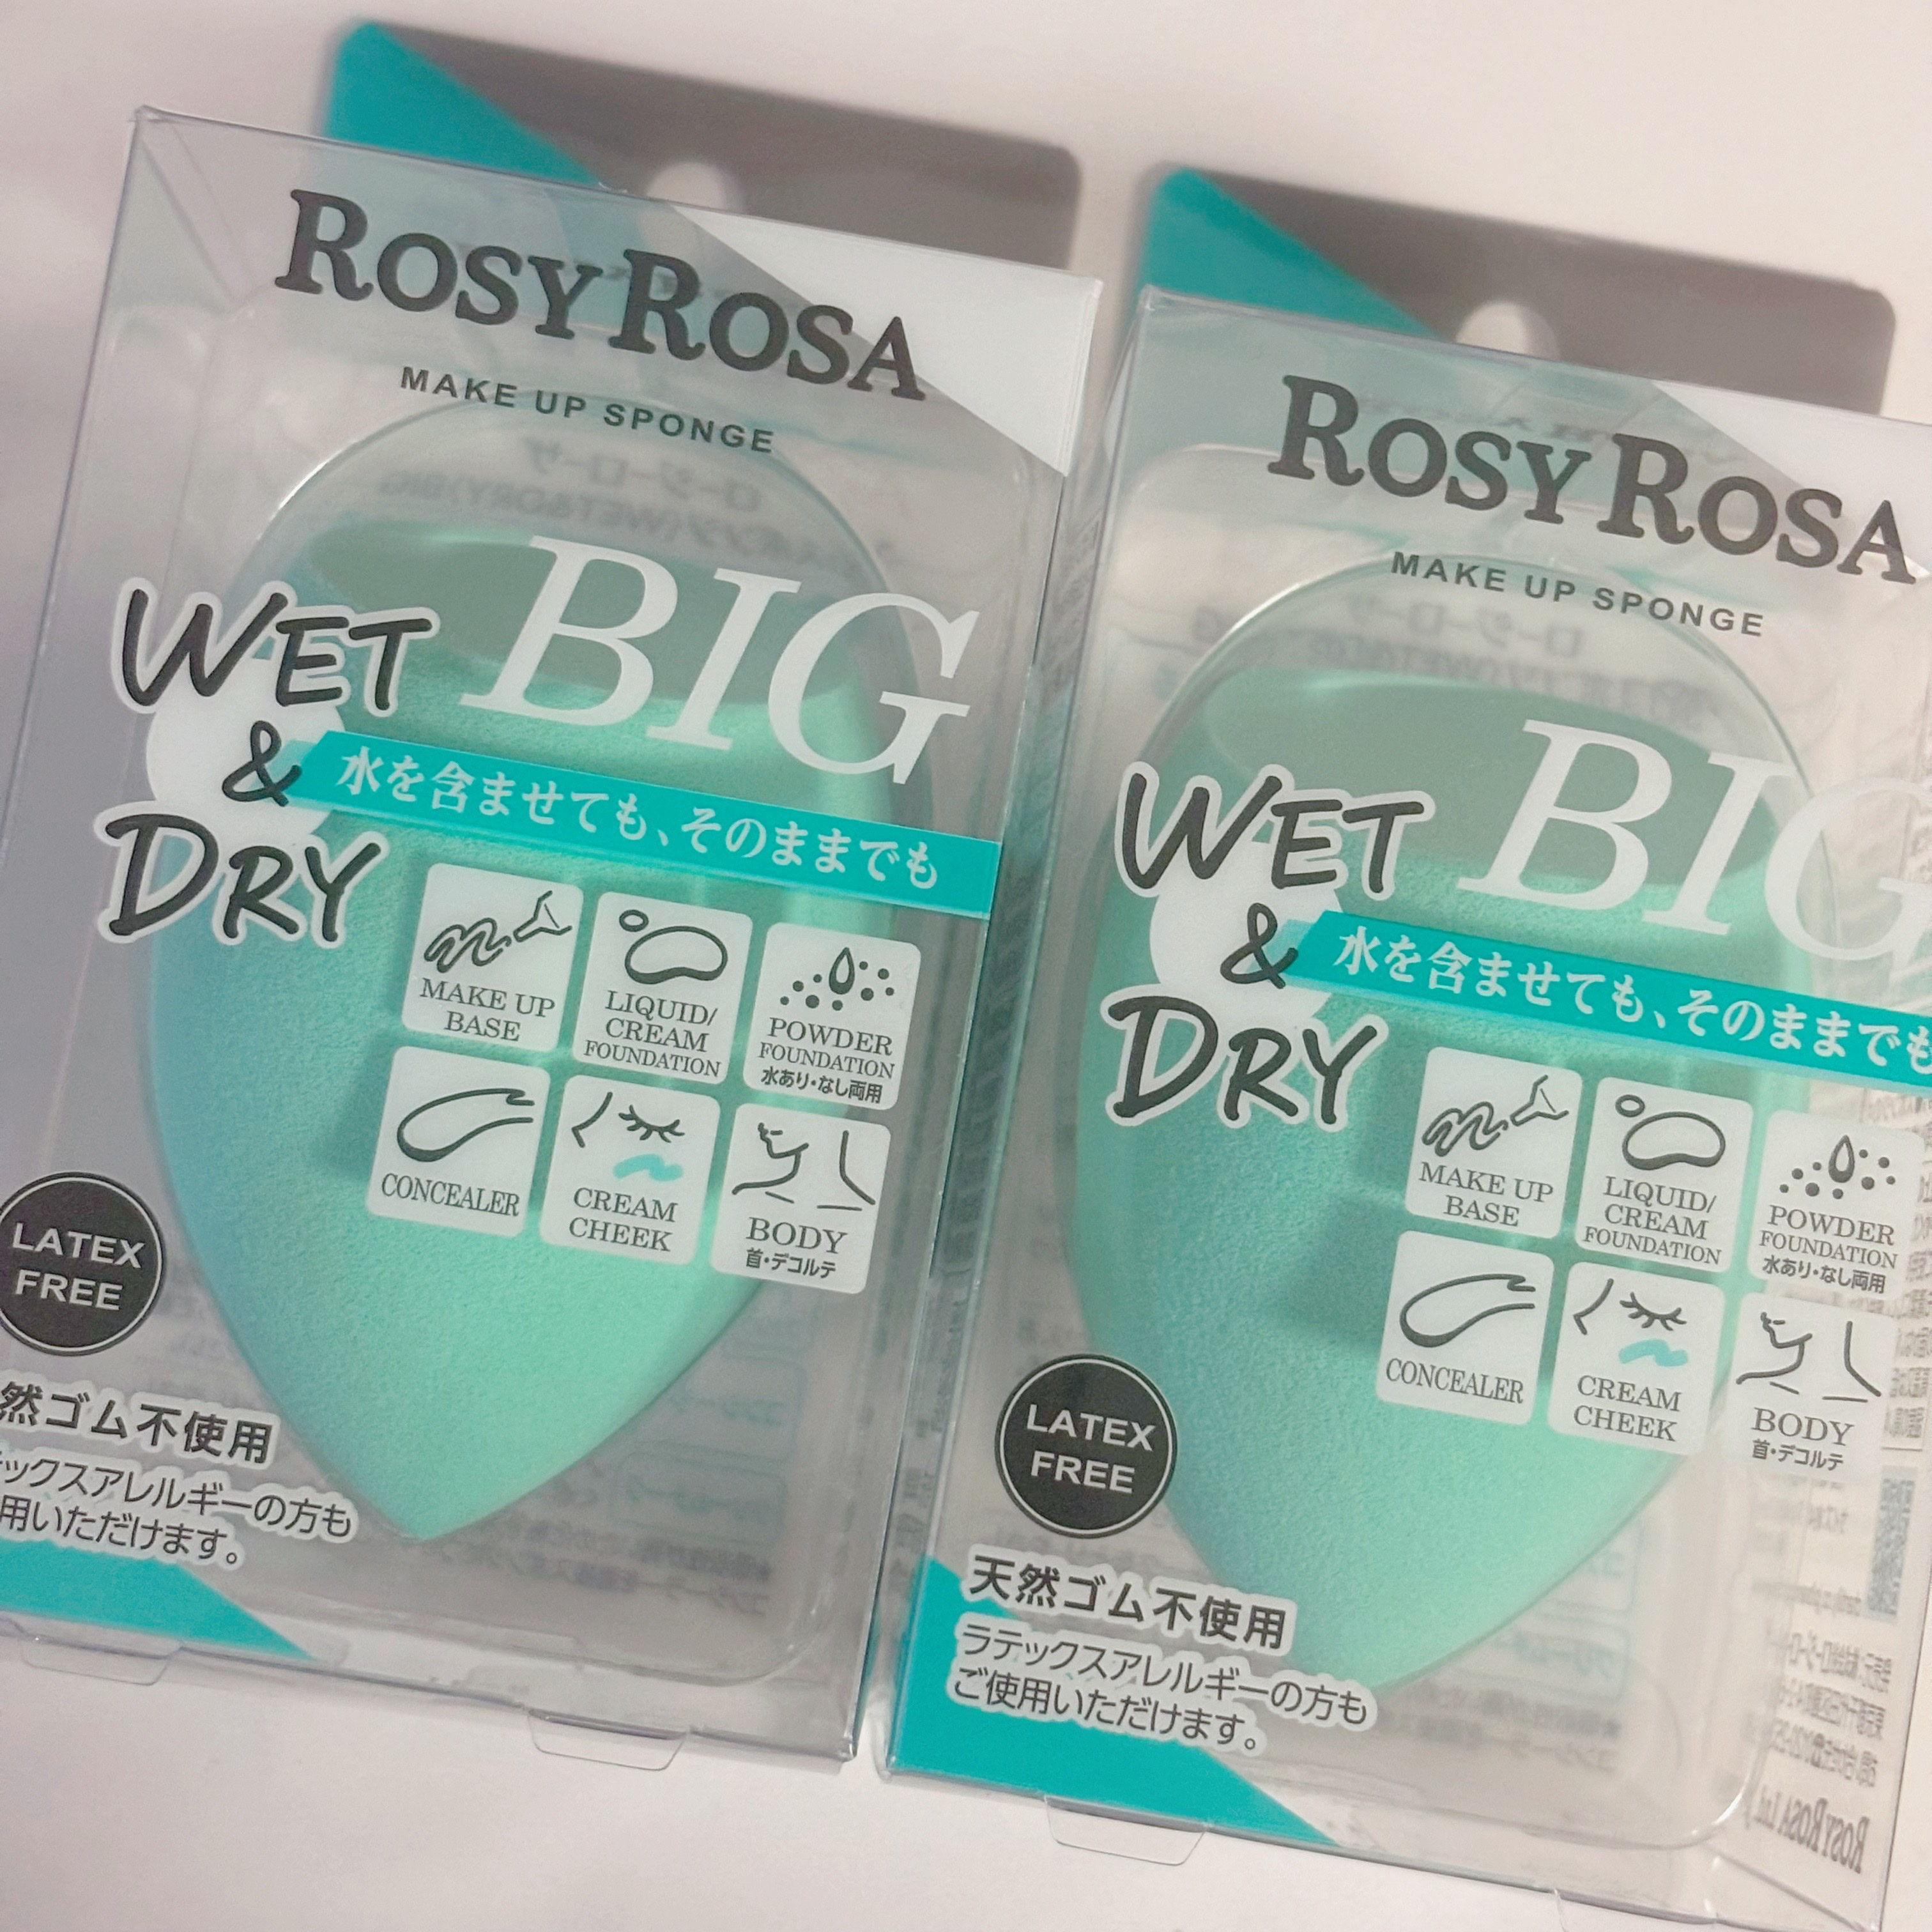 ROSY ROSA
MAKE UP SPONGE
BIG
WET
&
DRY
水を含ませても、そのままでも
MAKE UP
BASE
LIQUID/
CREAM
FOUNDATION
POWDER
FOUNDATION
水あり・なし両用
CONCEALER
CREAM
CHEEK
BODY
首・デコルテ
LATEX
FREE
然ゴム不使用
ックスアレルギーの方も
用いただけます。
ROSY ROSA
MAKE UP SPONGE
BIG
WET
&
DRY
水を含ませても、そのままでも
MAKE UP
BASE
LIQUID/
CREAM
FOUNDATION
POWDER
FOUNDATION
水あり・なし両用
CONCEALER
CREAM
CHEEK
BODY
首・デコルテ
LATEX
FREE
天然ゴム不使用
ラテックスアレルギーの方も
ご使用いただけます。